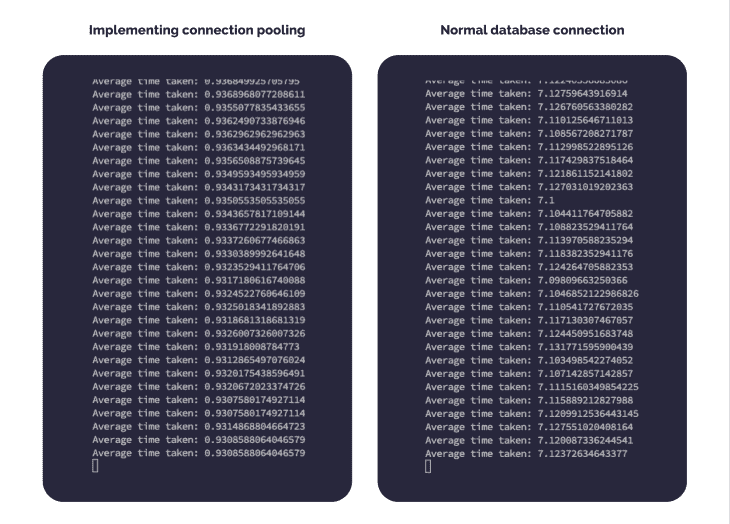 Implementing connection pooling
Average time taken: 0.936849925705795
Average time taken: 0.9368968077208611
Average time taken: 0.9355077835433655
Average time taken: 0.9362490733876946
Average time taken: 0.9362962962962963
Average time taken: 0.9363434492968171
Average time taken: 0.9356508875739645
Average time taken: 0.9349593495934959
Average time taken: 0.9343173431734317
Average time taken: 0.9350553505535055
Average time taken: 0.9343657817109144
Average time taken: 0.9336772291820191
Average time taken: 0.9337260677466863
Average time taken: 0.9330389992641648
Average time taken: 0.9323529411764706
Average time taken: 0.9317180616740088
Average time taken: 0.9324522760646109
Average time taken: 0.9325018341892883
Average time taken: 0.9318681318681319
Average time taken: 0.9326007326007326
Average time taken: 0.931918008784773
Average time taken: 0.9312865497076024
Average time taken: 0.9320175438596491
Average time taken: 0.9320672023374726
Average time taken: 0.9307580174927114
Average time taken: 0.9307580174927114
Average time taken: 0.9314868804664723
Average time taken: 0.9308588064046579
Average time taken: 0.9308588064046579
Normal database connection
Average time taken:
Average time taken: 7.12759643916914
Average time taken: 7.126760563380282
Average time taken: 7.110125646711013
Average time taken: 7.108567208271787
Average time taken: 7.112998522895126
Average time taken: 7.117429837518464
Average time taken: 7.121861152141802
Average time taken: 7.127031019202363
Average time taken: 7.1
Average time taken: 7.104411764705882
Average time taken: 7.108823529411764
Average time taken: 7.113970588235294
Average time taken: 7.118382352941176
Average time taken: 7.124264705882353
Average time taken: 7.09809663250366
Average time taken: 7.1046852122986826
Average time taken: 7.110541727672035
Average time taken: 7.117130307467057
Average time taken: 7.124450951683748
Average time taken: 7.131771595900439
Average time taken: 7.103498542274052
Average time taken: 7.107142857142857
Average time taken: 7.1115160349854225
Average time taken: 7.115889212827988
Average time taken: 7.1209912536443145
Average time taken: 7.127551020408164
Average time taken: 7.120087336244541
Average time taken: 7.12372634643377